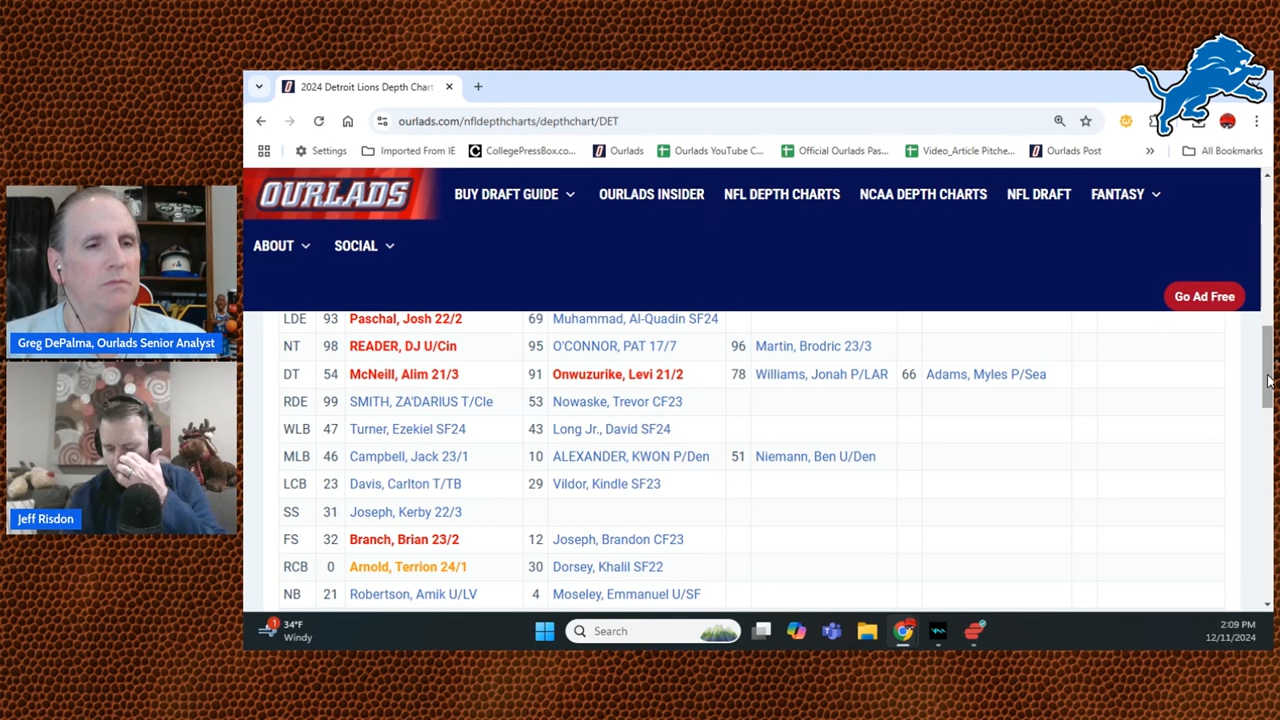 2024 Detroit Lions Depth Chart
ourlads.com/nfldepthcharts/depthchart/DET
Settings Imported From IE CollegePressBox.co... Ourlads Ourlads YouTube C... Official Ourlads Pas... Video_Article Pitche... Ourlads Post » All Bookmarks
OURLADS BUY DRAFT GUIDE OURLADS INSIDER NFL DEPTH CHARTS NCAA DEPTH CHARTS NFL DRAFT FANTASY
ABOUT SOCIAL
Go Ad Free
LDE 93 Paschal, Josh 22/2 69 Muhammad, Al-Quadin SF24
NT 98 READER, DJ U/Cin 95 O'CONNOR, PAT 17/7 96 Martin, Brodric 23/3
DT 54 McNeill, Alim 21/3 91 Onwuzurike, Levi 21/2 78 Williams, Jonah P/LAR 66 Adams, Myles P/Sea
RDE 99 SMITH, ZA'DARIUS T/Cle 53 Nowaske, Trevor CF23
WLB 47 Turner, Ezekiel SF24 43 Long Jr., David SF24
MLB 46 Campbell, Jack 23/1 10 ALEXANDER, KWON P/Den 51 Niemann, Ben U/Den
LCB 23 Davis, Carlton T/TB 29 Vildor, Kindle SF23
SS 31 Joseph, Kerby 22/3
FS 32 Branch, Brian 23/2 12 Joseph, Brandon CF23
RCB 0 Arnold, Terrion 24/1 30 Dorsey, Khalil SF22
NB 21 Robertson, Amik U/LV 4 Moseley, Emmanuel U/SF
Greg DePalma, Ourlads Senior Analyst
Jeff Risdon
1
34°F
Windy
Search
2:09 PM
12/11/2024